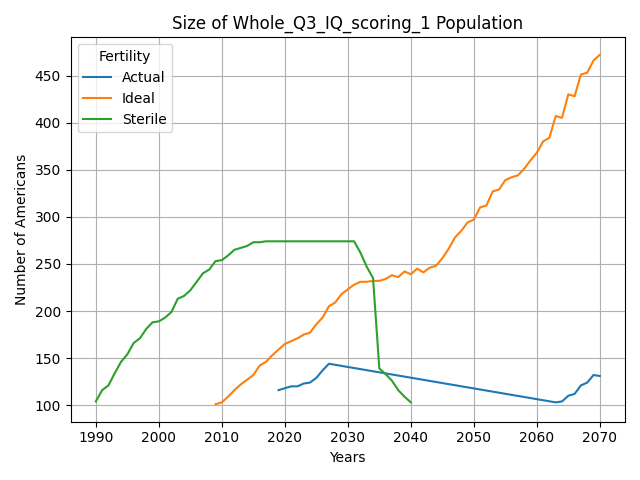 Size of Whole_Q3_IQ_scoring_1 Population
Fertility
Actual
Ideal
Sterile
Number of Americans
450
400
350
300
250
200
150
100
1990 2000 2010 2020 2030 2040 2050 2060 2070
Years